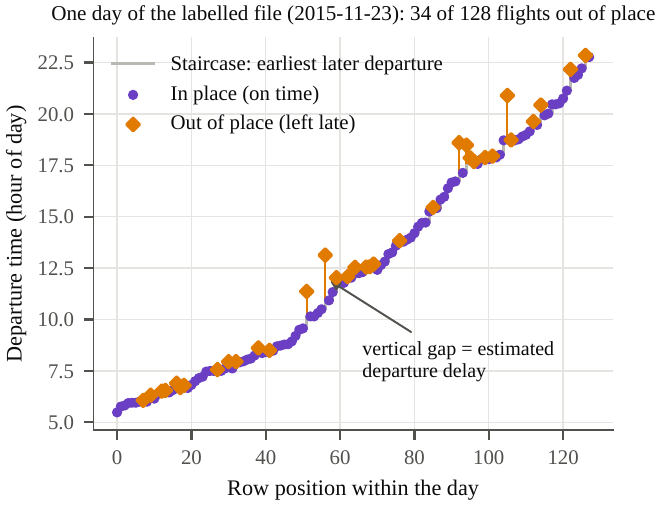 One day of the labelled file (2015-11-23): 34 of 128 flights out of place
Departure time (hour of day)
22.5
20.0
17.5
15.0
12.5
10.0
7.5
5.0
Staircase: earliest later departure
In place (on time)
Out of place (left late)
vertical gap = estimated
departure delay
0 20 40 60 80 100 120
Row position within the day